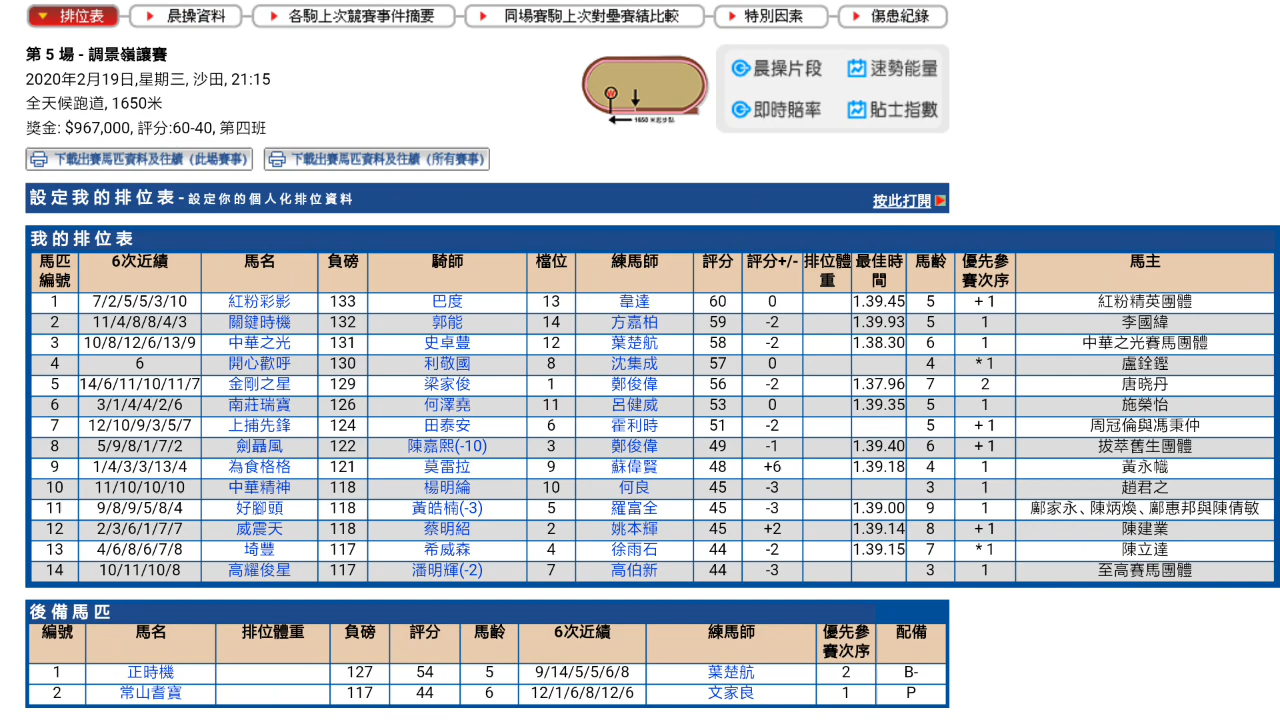 排位表 晨操資料 各駒上次競賽事件摘要 同場賽駒上次對壘賽績比較 特別因素 傷患紀錄
第 5 場 - 調景嶺讓賽
2020年2月19日,星期三, 沙田, 21:15
全天候跑道, 1650米
獎金: $967,000, 評分:60-40, 第四班
1650 米起步點
晨操片段 速勢能量
即時賠率 貼士指數
下載出賽馬匹資料及往績 (此場賽事) 下載出賽馬匹資料及往績 (所有賽事)
設定我的排位表 - 設定你的個人化排位資料 按此打開
我的排位表
馬匹編號 6次近績 馬名 負磅 騎師 檔位 練馬師 評分 評分+/- 排位體重 最佳時間 馬齡 優先參賽次序 馬主
1 7/2/5/5/3/10 紅粉彩影 133 巴度 13 韋達 60 0 1.39.45 5 + 1 紅粉精英團體
2 11/4/8/8/4/3 關鍵時機 132 郭能 14 方嘉柏 59 -2 1.39.93 5 1 李國緯
3 10/8/12/6/13/9 中華之光 131 史卓豐 12 葉楚航 58 -2 1.38.30 6 1 中華之光賽馬團體
4 6 開心歡呼 130 利敬國 8 沈集成 57 0 4 * 1 盧銓鏗
5 14/6/11/10/11/7 金剛之星 129 梁家俊 1 鄭俊偉 56 -2 1.37.96 7 2 唐晓丹
6 3/1/4/4/2/6 南莊瑞寶 126 何澤堯 11 呂健威 53 0 1.39.35 5 1 施榮怡
7 12/10/9/3/5/7 上捕先鋒 124 田泰安 6 霍利時 51 -2 5 + 1 周冠倫與馮秉仲
8 5/9/8/1/7/2 劍聶風 122 陳嘉熙(-10) 3 鄭俊偉 49 -1 1.39.40 6 + 1 拔萃舊生團體
9 1/4/3/3/13/4 為食格格 121 莫雷拉 9 蘇偉賢 48 +6 1.39.18 4 1 黃永幟
10 11/10/10/10 中華精神 118 楊明綸 10 何良 45 -3 3 1 趙君之
11 9/8/9/5/8/4 好腳頭 118 黃皓楠(-3) 5 羅富全 45 -3 1.39.00 9 1 鄺家永、陳炳煥、鄺惠邦與陳倩敏
12 2/3/6/1/7/7 威震天 118 蔡明紹 2 姚本輝 45 +2 1.39.14 8 + 1 陳建業
13 4/6/8/6/7/8 埼豐 117 希威森 4 徐雨石 44 -2 1.39.15 7 * 1 陳立達
14 10/11/10/8 高耀俊星 117 潘明輝(-2) 7 高伯新 44 -3 3 1 至高賽馬團體
後備馬匹
編號 馬名 排位體重 負磅 評分 馬齡 6次近績 練馬師 優先參賽次序 配備
1 正時機 127 54 5 9/14/5/5/6/8 葉楚航 2 B-
2 常山耆寶 117 44 6 12/1/6/8/12/6 文家良 1 P